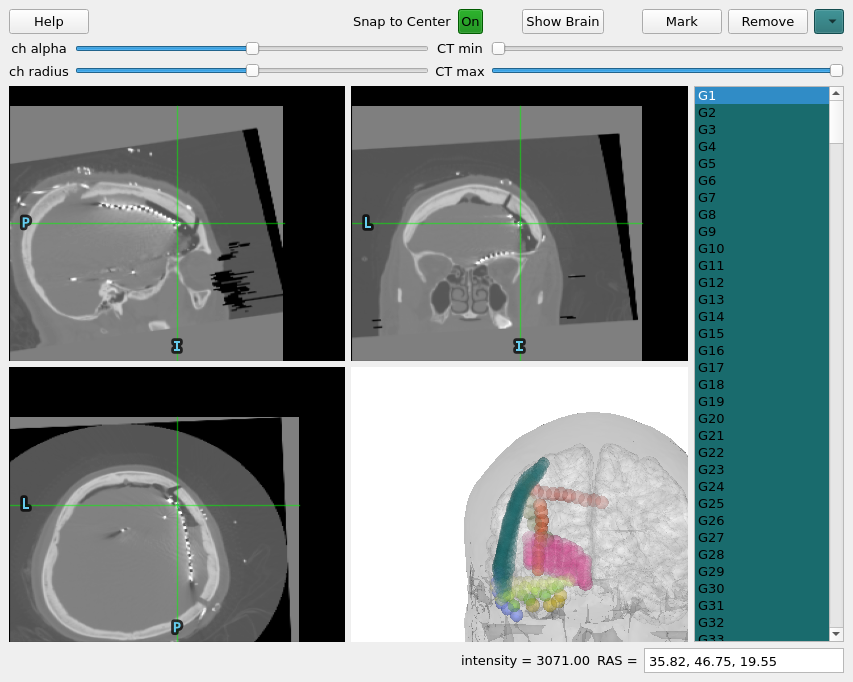 Help
Snap to Center On
Show Brain
Mark
Remove
ch alpha
CT min
ch radius
CT max
P
I
L
I
L
P
G1
G2
G3
G4
G5
G6
G7
G8
G9
G10
G11
G12
G13
G14
G15
G16
G17
G18
G19
G20
G21
G22
G23
G24
G25
G26
G27
G28
G29
G30
G31
G32
G33
intensity = 3071.00 RAS = 35.82, 46.75, 19.55